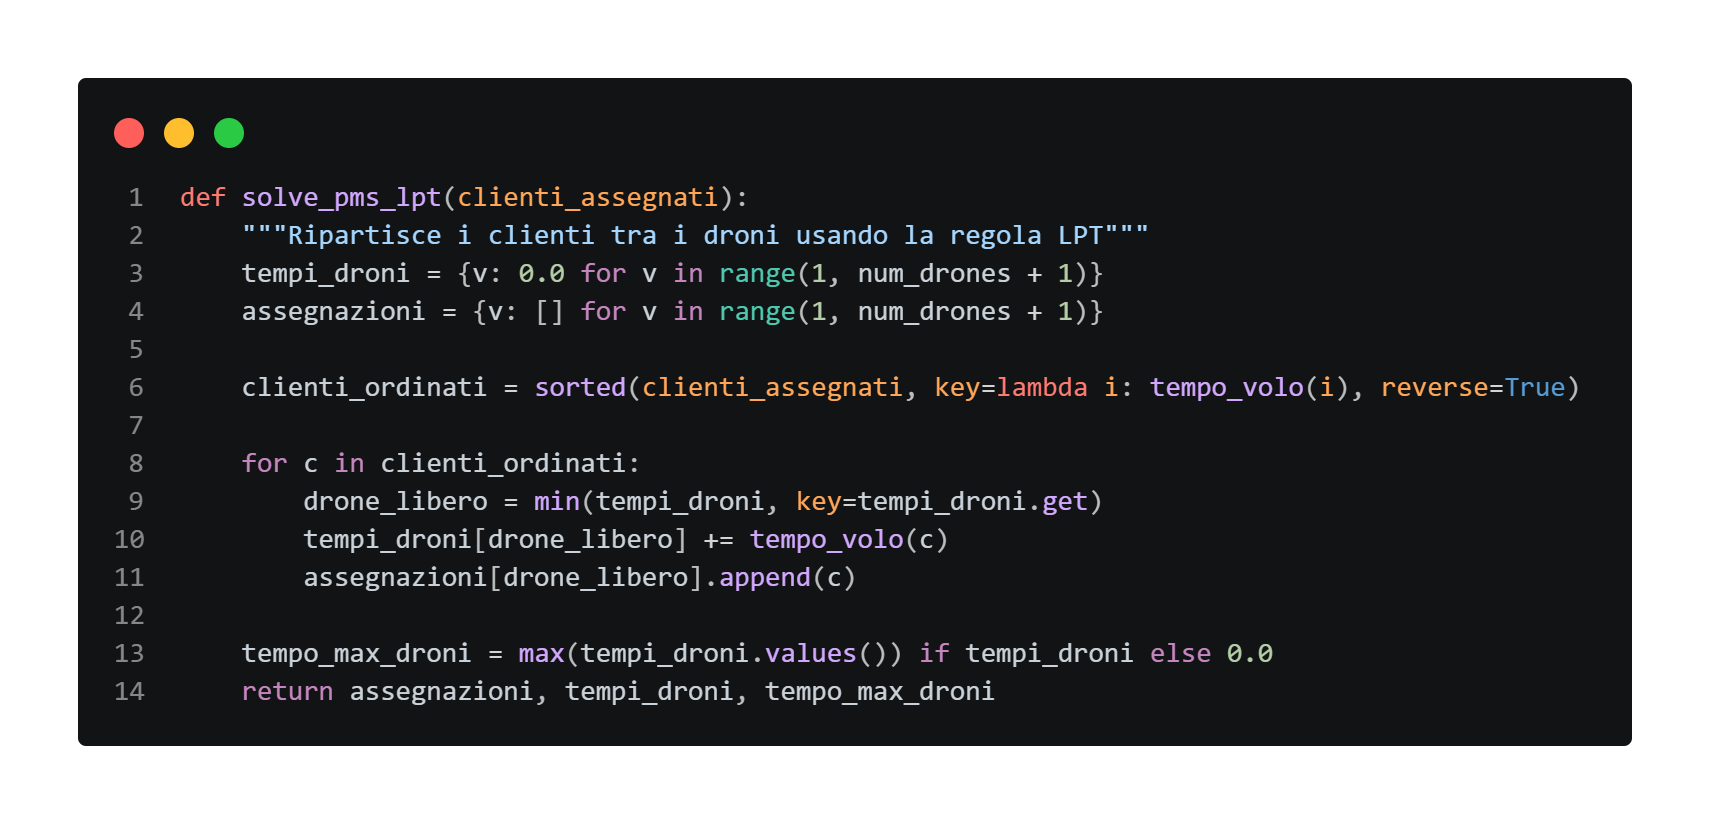 1 def solve_pms_lpt(clienti_assegnati):
2     """Ripartisce i clienti tra i droni usando la regola LPT"""
3     tempi_droni = {v: 0.0 for v in range(1, num_drones + 1)}
4     assegnazioni = {v: [] for v in range(1, num_drones + 1)}
5
6     clienti_ordinati = sorted(clienti_assegnati, key=lambda i: tempo_volo(i), reverse=True)
7
8     for c in clienti_ordinati:
9         drone_libero = min(tempi_droni, key=tempi_droni.get)
10         tempi_droni[drone_libero] += tempo_volo(c)
11         assegnazioni[drone_libero].append(c)
12
13     tempo_max_droni = max(tempi_droni.values()) if tempi_droni else 0.0
14     return assegnazioni, tempi_droni, tempo_max_droni